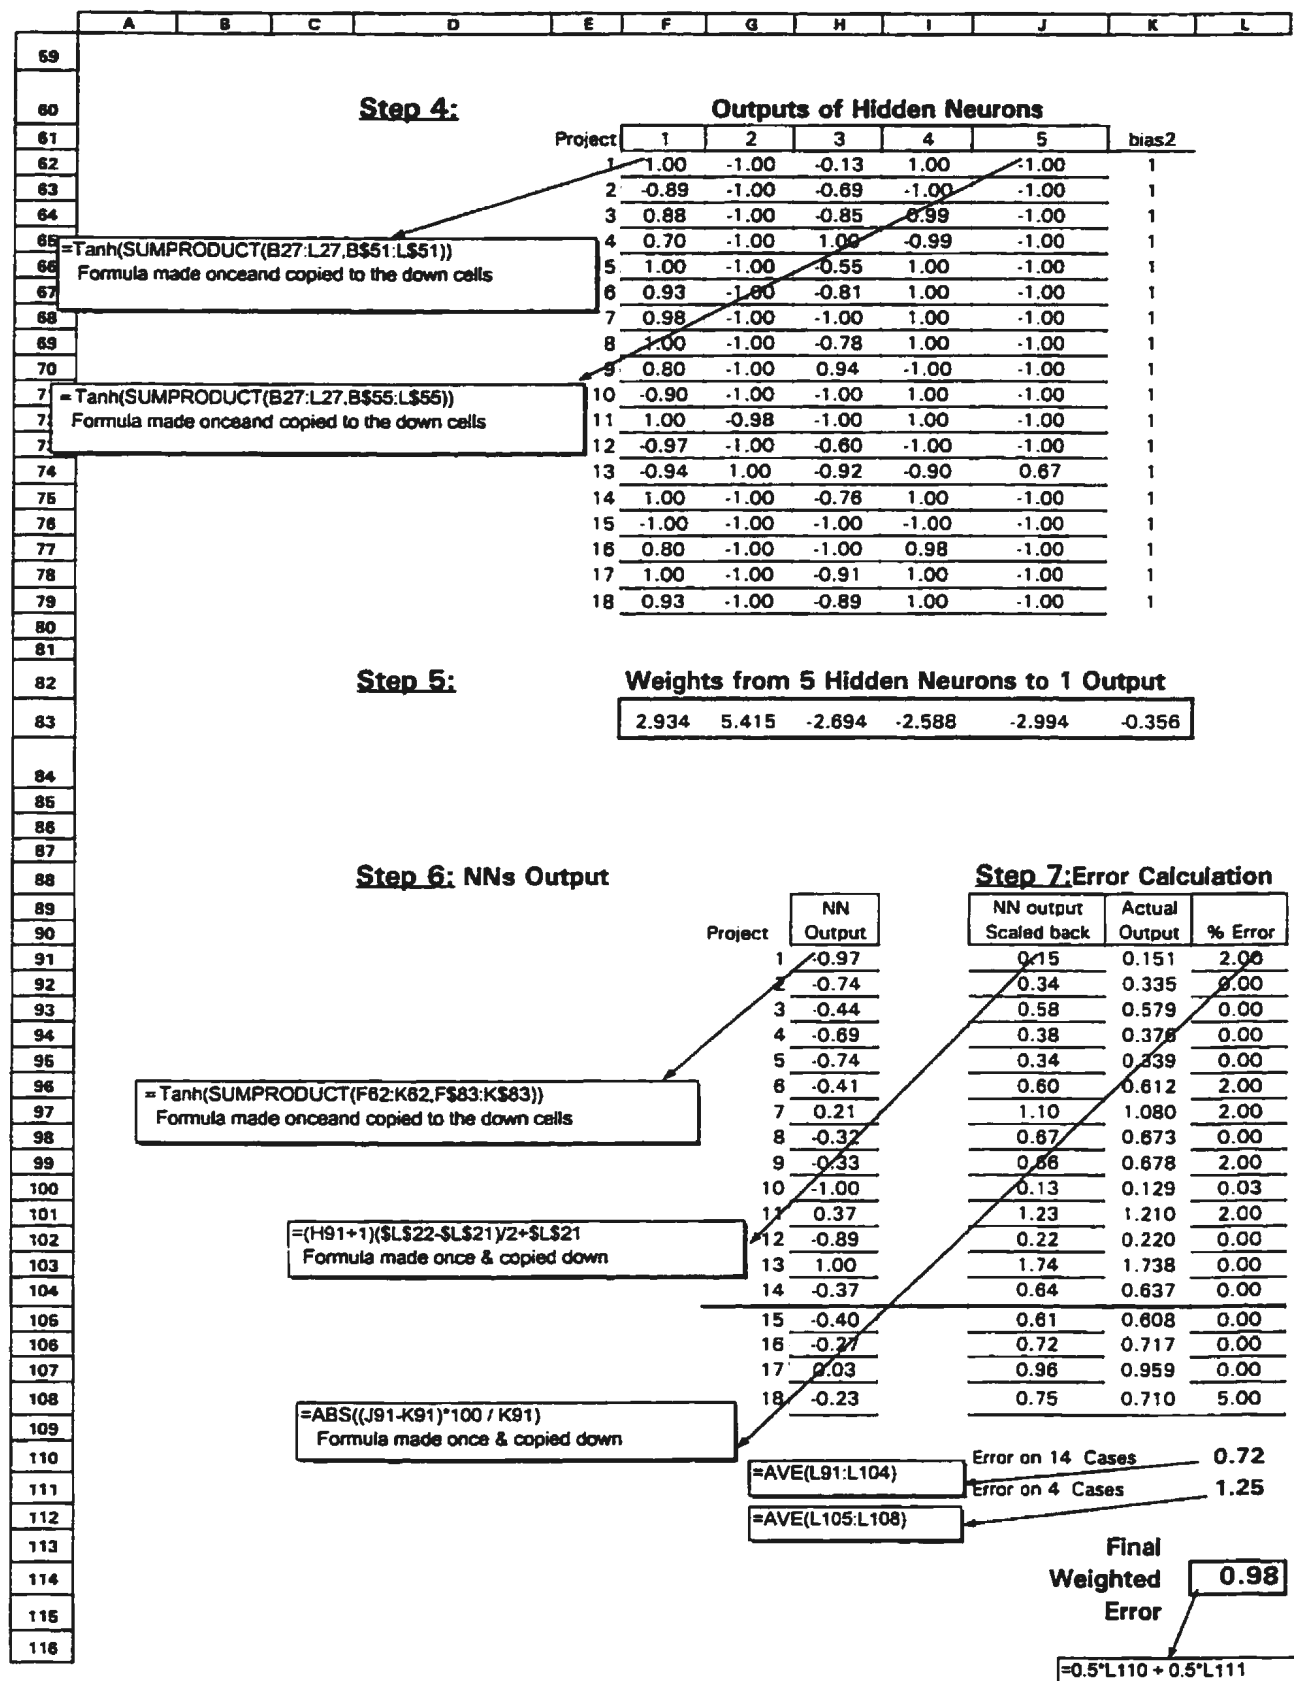 A B C D E F G H I J K L
59
60 Step 4: Outputs of Hidden Neurons
61 Project 1 2 3 4 5 bias2
62 1 1.00 -1.00 -0.13 1.00 -1.00 1
63 2 -0.89 -1.00 -0.69 -1.00 -1.00 1
64 3 0.88 -1.00 -0.85 0.99 -1.00 1
65 =Tanh(SUMPRODUCT(B27:L27,B$51:L$51)) 4 0.70 -1.00 1.00 -0.99 -1.00 1
66 Formula made onceand copied to the down cells 5 1.00 -1.00 -0.55 1.00 -1.00 1
67 6 0.93 -1.00 -0.81 1.00 -1.00 1
68 7 0.98 -1.00 -1.00 1.00 -1.00 1
69 8 1.00 -1.00 -0.78 1.00 -1.00 1
70 9 0.80 -1.00 0.94 -1.00 -1.00 1
71 =Tanh(SUMPRODUCT(B27:L27,B$55:L$55)) 10 -0.90 -1.00 -1.00 1.00 -1.00 1
72 Formula made onceand copied to the down cells 11 1.00 -0.98 -1.00 1.00 -1.00 1
73 12 -0.97 -1.00 -0.60 -1.00 -1.00 1
74 13 -0.94 1.00 -0.92 -0.90 0.67 1
75 14 1.00 -1.00 -0.76 1.00 -1.00 1
76 15 -1.00 -1.00 -1.00 -1.00 -1.00 1
77 16 0.80 -1.00 -1.00 0.98 -1.00 1
78 17 1.00 -1.00 -0.91 1.00 -1.00 1
79 18 0.93 -1.00 -0.89 1.00 -1.00 1
80
81
82 Step 5: Weights from 5 Hidden Neurons to 1 Output
83 2.934 5.415 -2.694 -2.588 -2.994 -0.356
84
85
86
87
88 Step 6: NNs Output Step 7:Error Calculation
89 NN NN output Actual
90 Project Output Scaled back Output % Error
91 1 -0.97 0.15 0.151 2.00
92 2 -0.74 0.34 0.335 0.00
93 3 -0.44 0.58 0.579 0.00
94 4 -0.69 0.38 0.376 0.00
95 5 -0.74 0.34 0.339 0.00
96 =Tanh(SUMPRODUCT(F62:K62,F$83:K$83)) 6 -0.41 0.60 0.612 2.00
97 Formula made onceand copied to the down cells 7 0.21 1.10 1.080 2.00
98 8 -0.32 0.67 0.673 0.00
99 9 -0.33 0.66 0.678 2.00
100 10 -1.00 0.13 0.129 0.03
101 11 0.37 1.23 1.210 2.00
102 =(H91+1)($L$22-$L$21)/2+$L$21 12 -0.89 0.22 0.220 0.00
103 Formula made once & copied down 13 1.00 1.74 1.738 0.00
104 14 -0.37 0.64 0.637 0.00
105 15 -0.40 0.61 0.608 0.00
106 16 -0.27 0.72 0.717 0.00
107 17 0.03 0.96 0.959 0.00
108 =ABS((J91-K91)*100 / K91) 18 -0.23 0.75 0.710 5.00
109 Formula made once & copied down
110 =AVE(L91:L104) Error on 14 Cases 0.72
111 Error on 4 Cases 1.25
112 =AVE(L105:L108)
113 Final
114 Weighted 0.98
115 Error
116
=0.5*L110 + 0.5*L111